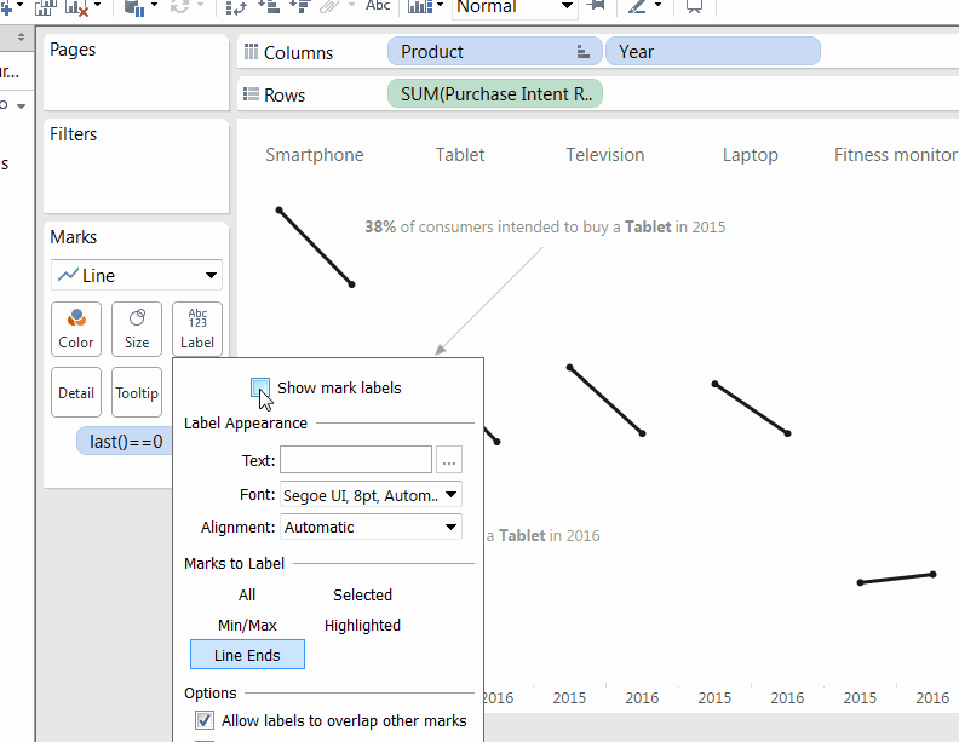 Abc
Normal
Pages
Columns
Product
Year
ur...
Rows
SUM(Purchase Intent R..
Filters
s
Smartphone
Tablet
Television
Laptop
Fitness monitor
38% of consumers intended to buy a Tablet in 2015
Marks
Line
Abc
123
Color
Size
Label
Detail
Tooltip
last()==0
Show mark labels
Label Appearance
Text:
...
Font:
Segoe UI, 8pt, Autom..
Alignment:
Automatic
a Tablet in 2016
Marks to Label
All
Selected
Min/Max
Highlighted
Line Ends
Options
Allow labels to overlap other marks
2016
2015
2016
2015
2016
2015
2016